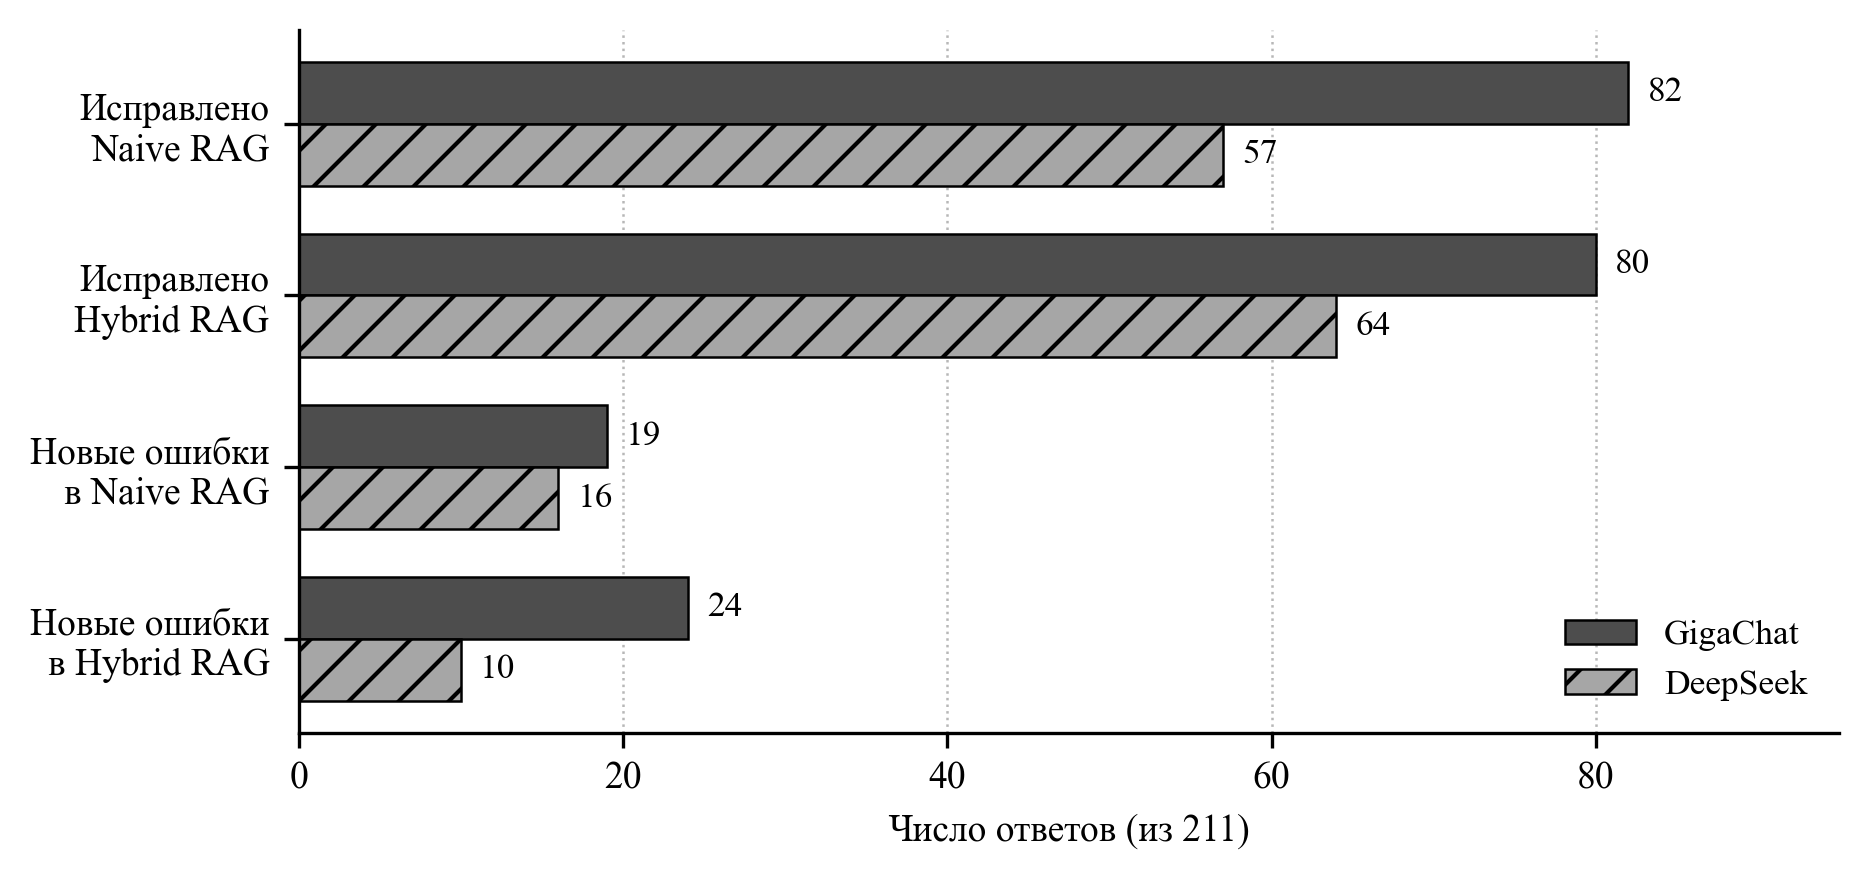 Исправлено
Naive RAG
82
57
Исправлено
Hybrid RAG
80
64
Новые ошибки
в Naive RAG
19
16
Новые ошибки
в Hybrid RAG
24
10
GigaChat
DeepSeek
0 20 40 60 80
Число ответов (из 211)